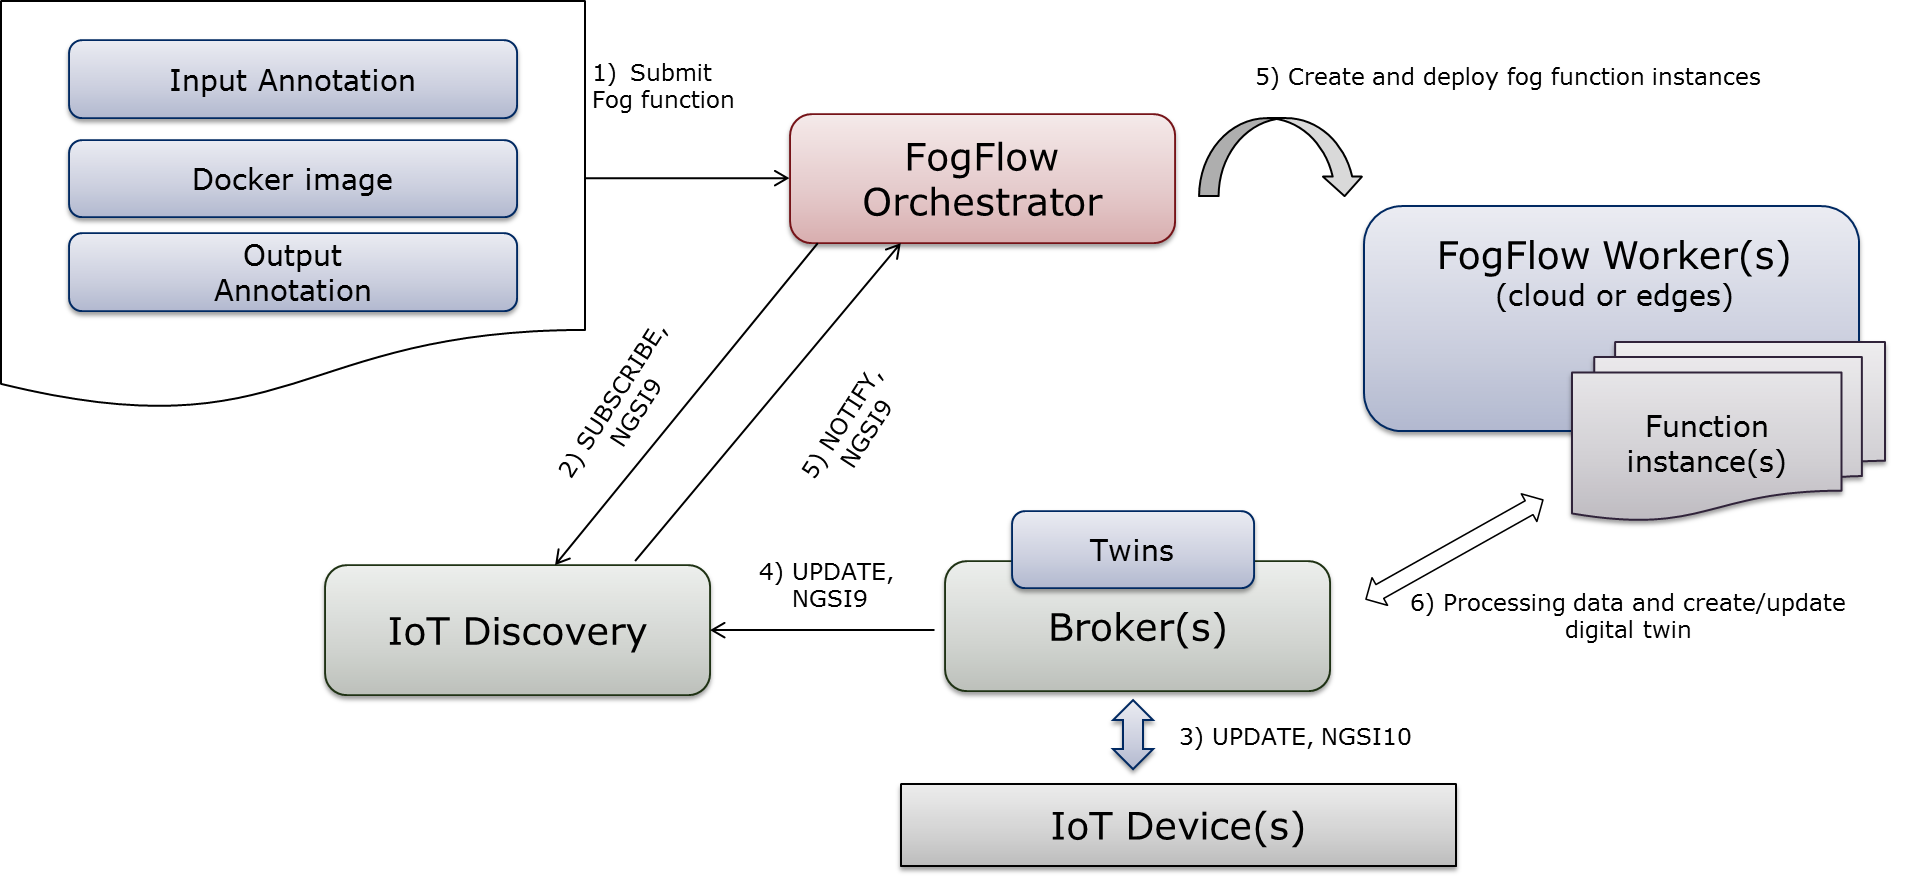 Input Annotation
Docker image
Output
Annotation
1) Submit
Fog function
FogFlow
Orchestrator
5) Create and deploy fog function instances
FogFlow Worker(s)
(cloud or edges)
Function
instance(s)
2) SUBSCRIBE,
NGSI9
5) NOTIFY,
NGSI9
Twins
Broker(s)
4) UPDATE,
NGSI9
IoT Discovery
6) Processing data and create/update
digital twin
3) UPDATE, NGSI10
IoT Device(s)